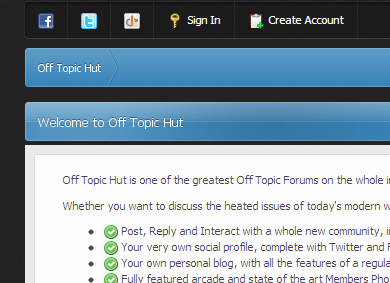 Sign In
Create Account
Off Topic Hut
Welcome to Off Topic Hut
Off Topic Hut is one of the greatest Off Topic Forums on the whole
Whether you want to discuss the heated issues of today's modern
Post, Reply and Interact with a whole new community,
Your very own social profile, complete with Twitter and
Your own personal blog, with all the features of a
Fully featured arcade and state of the art Members